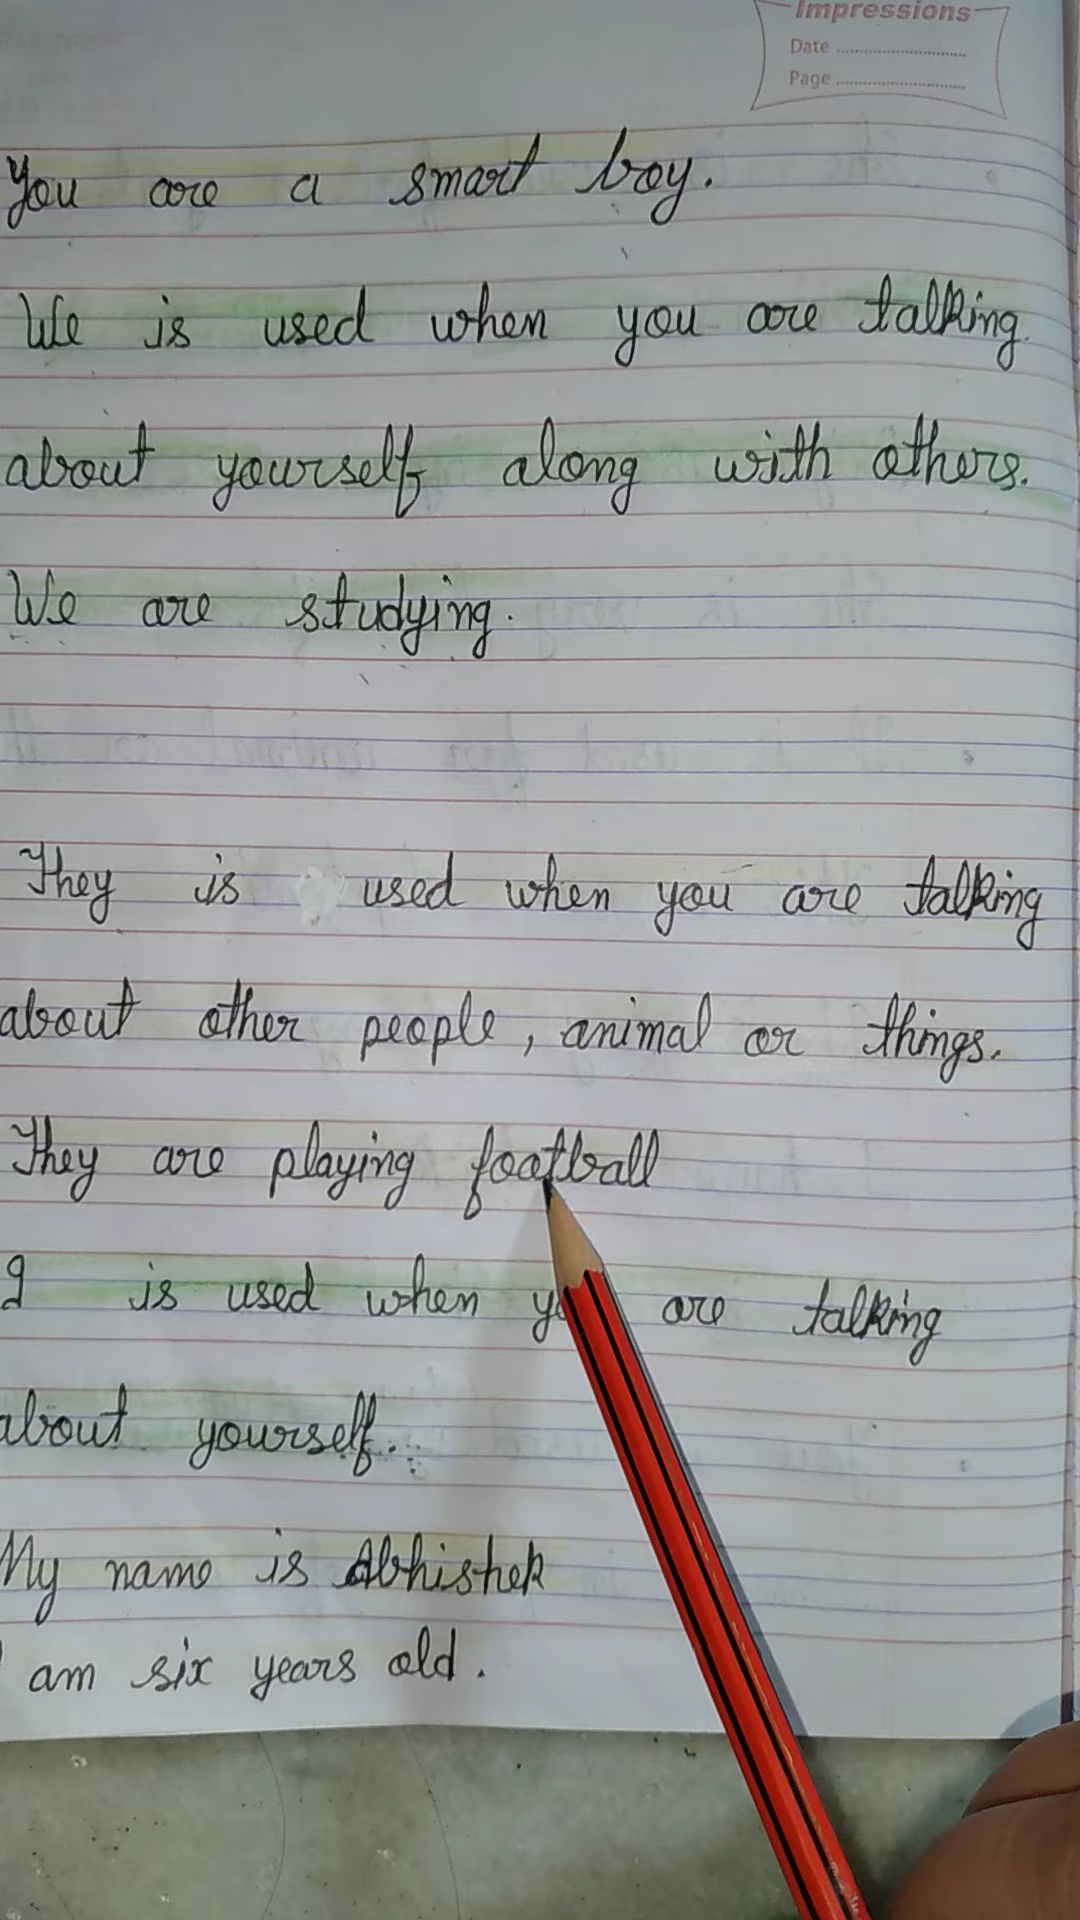 Impressions
Date
Page
You are a smart boy.
We is used when you are talking
about yourself along with others.
We are studying.
They is used when you are talking
about other people, animal or things.
They are playing football
I is used when are talking
about yourself.
My name is Abhishek
am six years old.